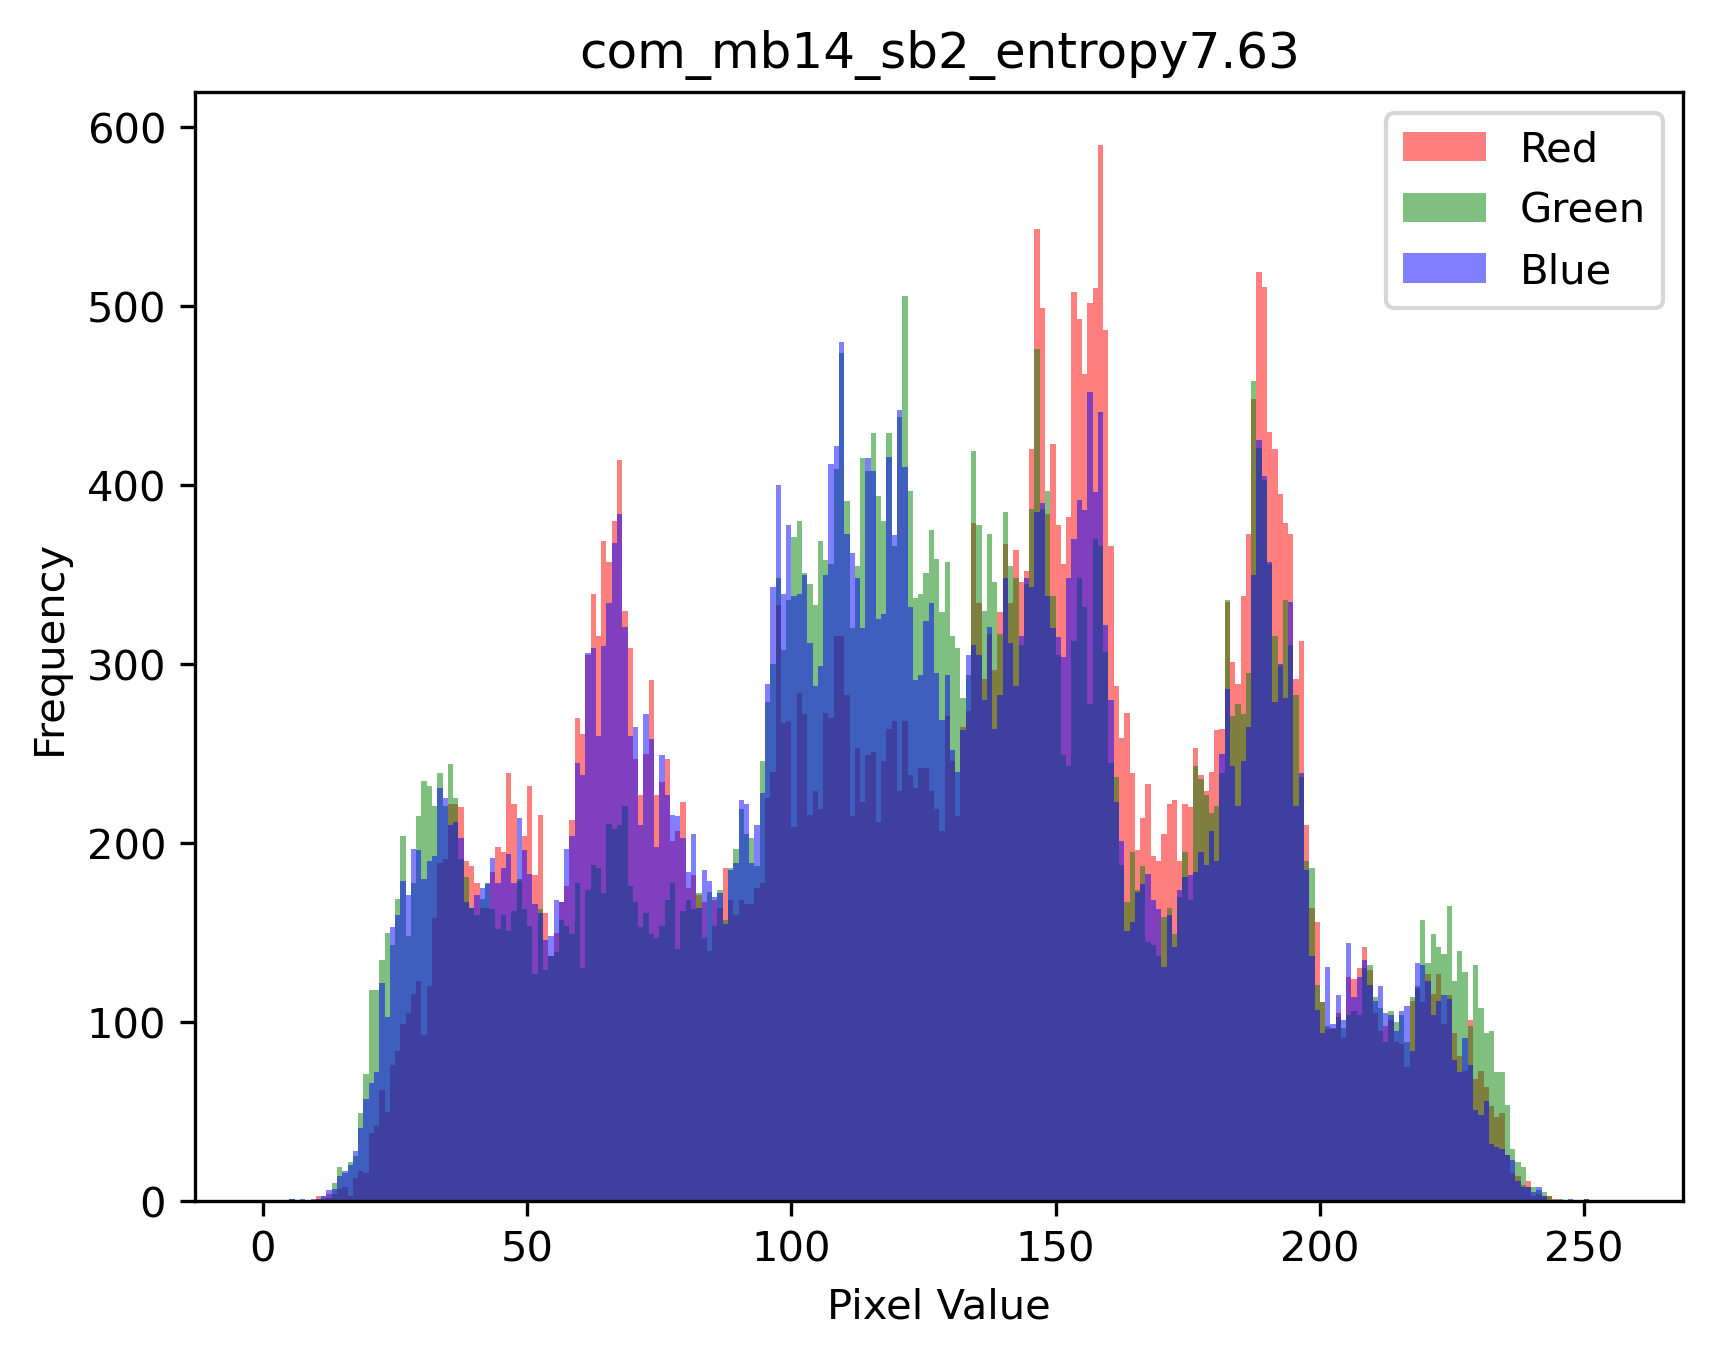 com_mb14_sb2_entropy7.63
600
500
400
300
200
100
0
Frequency
0 50 100 150 200 250
Pixel Value
Red
Green
Blue